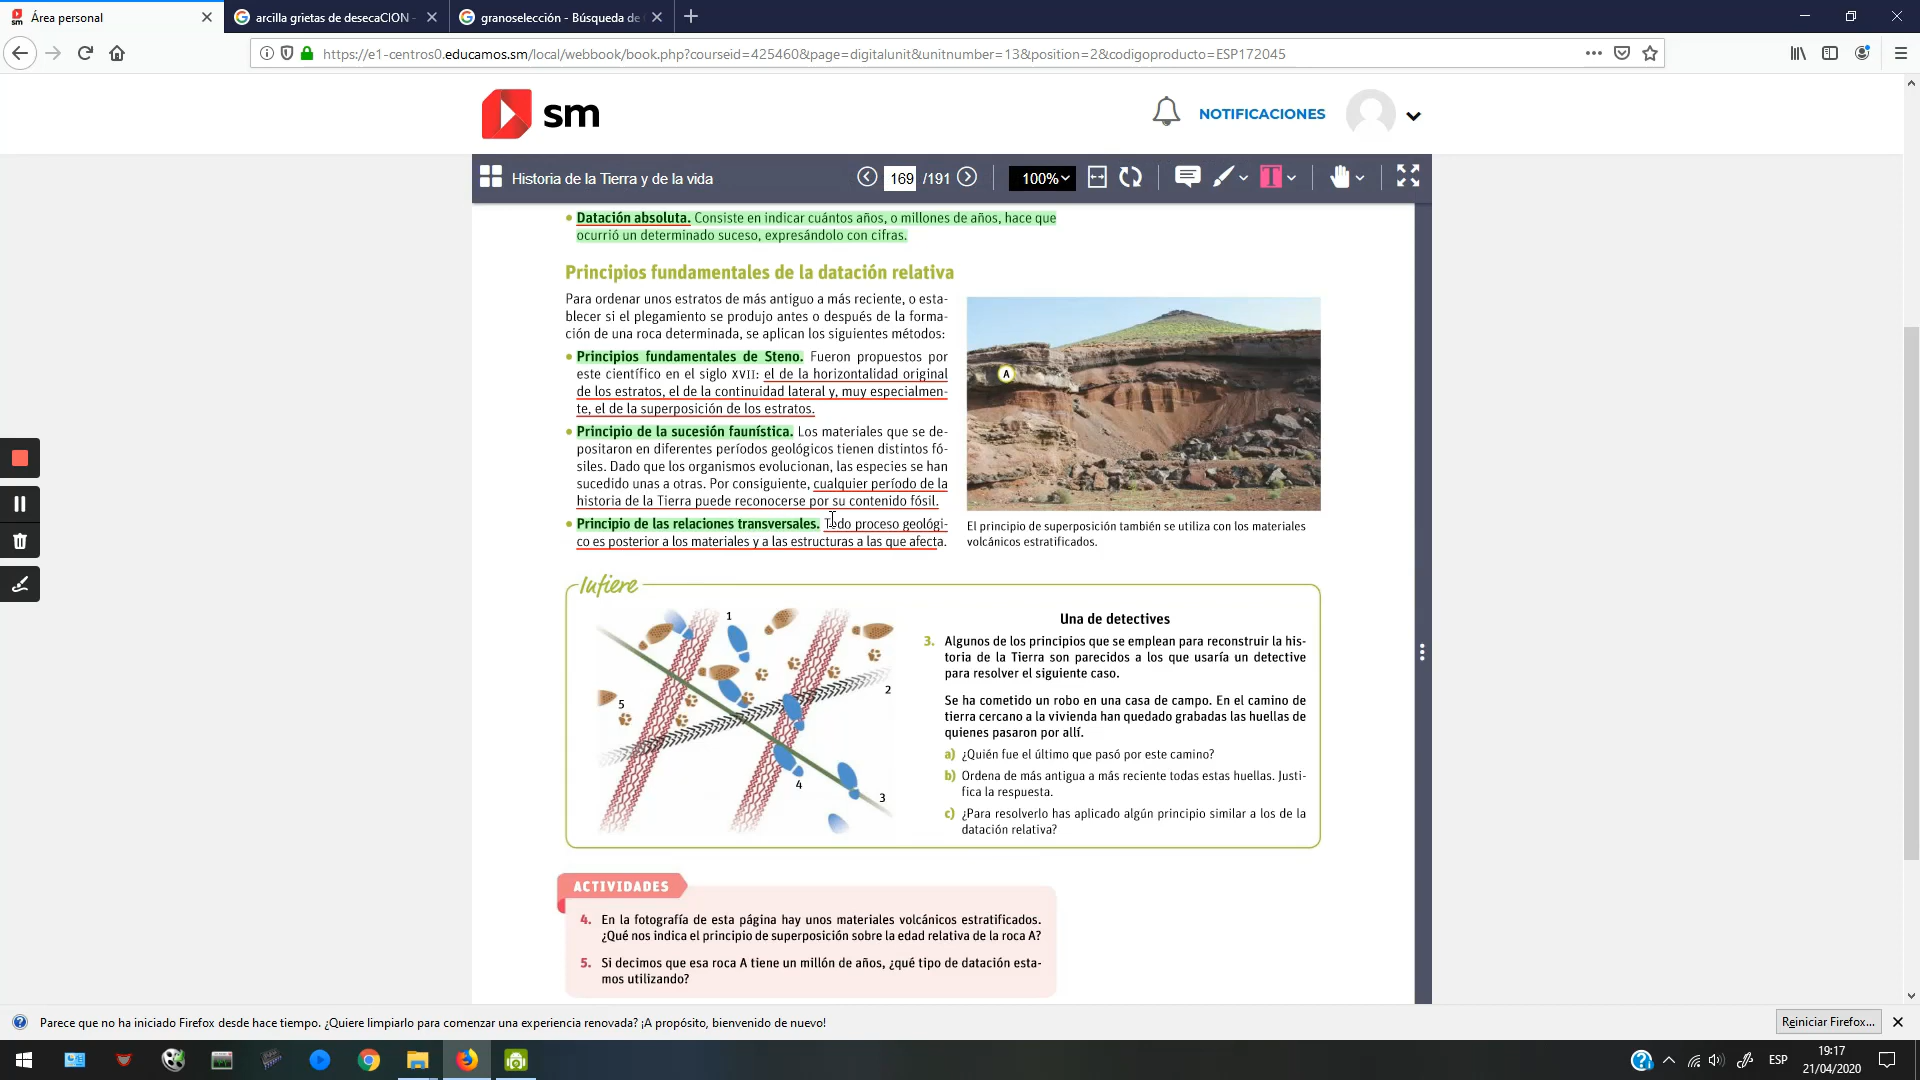 Área personal
arcilla grietas de desecaCION -
granoselección - Búsqueda de
https://e1-centros0.educamos.sm/local/webbook/book.php?courseid=425460&page=digitalunit&unitnumber=13&position=2&codigoproducto=ESP172045
sm
NOTIFICACIONES
Historia de la Tierra y de la vida
169 /191
100%
T
Datación absoluta. Consiste en indicar cuántos años, o millones de años, hace que
ocurrió un determinado suceso, expresándolo con cifras.
Principios fundamentales de la datación relativa
Para ordenar unos estratos de más antiguo a más reciente, o esta-
blecer si el plegamiento se produjo antes o después de la forma-
ción de una roca determinada, se aplican los siguientes métodos:
Principios fundamentales de Steno. Fueron propuestos por
este científico en el siglo XVII: el de la horizontalidad original
de los estratos, el de la continuidad lateral y, muy especialmen-
te, el de la superposición de los estratos.
Principio de la sucesión faunística. Los materiales que se de-
positaron en diferentes períodos geológicos tienen distintos fó-
siles. Dado que los organismos evolucionan, las especies se han
sucedido unas a otras. Por consiguiente, cualquier período de la
historia de la Tierra puede reconocerse por su contenido fósil.
Principio de las relaciones transversales. Todo proceso geológi-
co es posterior a los materiales y a las estructuras a las que afecta.
A
El principio de superposición también se utiliza con los materiales
volcánicos estratificados.
Infiere
1
2
5
4
3
Una de detectives
3. Algunos de los principios que se emplean para reconstruir la his-
toria de la Tierra son parecidos a los que usaría un detective
para resolver el siguiente caso.
Se ha cometido un robo en una casa de campo. En el camino de
tierra cercano a la vivienda han quedado grabadas las huellas de
quienes pasaron por allí.
a) ¿Quién fue el último que pasó por este camino?
b) Ordena de más antigua a más reciente todas estas huellas. Justi-
fica la respuesta.
c) ¿Para resolverlo has aplicado algún principio similar a los de la
datación relativa?
ACTIVIDADES
4. En la fotografía de esta página hay unos materiales volcánicos estratificados.
¿Qué nos indica el principio de superposición sobre la edad relativa de la roca A?
5. Si decimos que esa roca A tiene un millón de años, ¿qué tipo de datación esta-
mos utilizando?
Parece que no ha iniciado Firefox desde hace tiempo. ¿Quiere limpiarlo para comenzar una experiencia renovada? ¡A propósito, bienvenido de nuevo!
Reiniciar Firefox...
ESP
19:17
21/04/2020